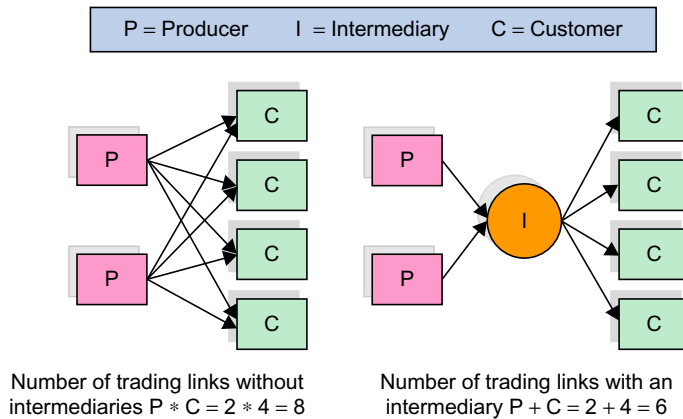 P = Producer I = Intermediary C = Customer
C
P
C
C
P
C
P
I
P
C
C
C
C
Number of trading links without
intermediaries P * C = 2 * 4 = 8
Number of trading links with an
intermediary P + C = 2 + 4 = 6